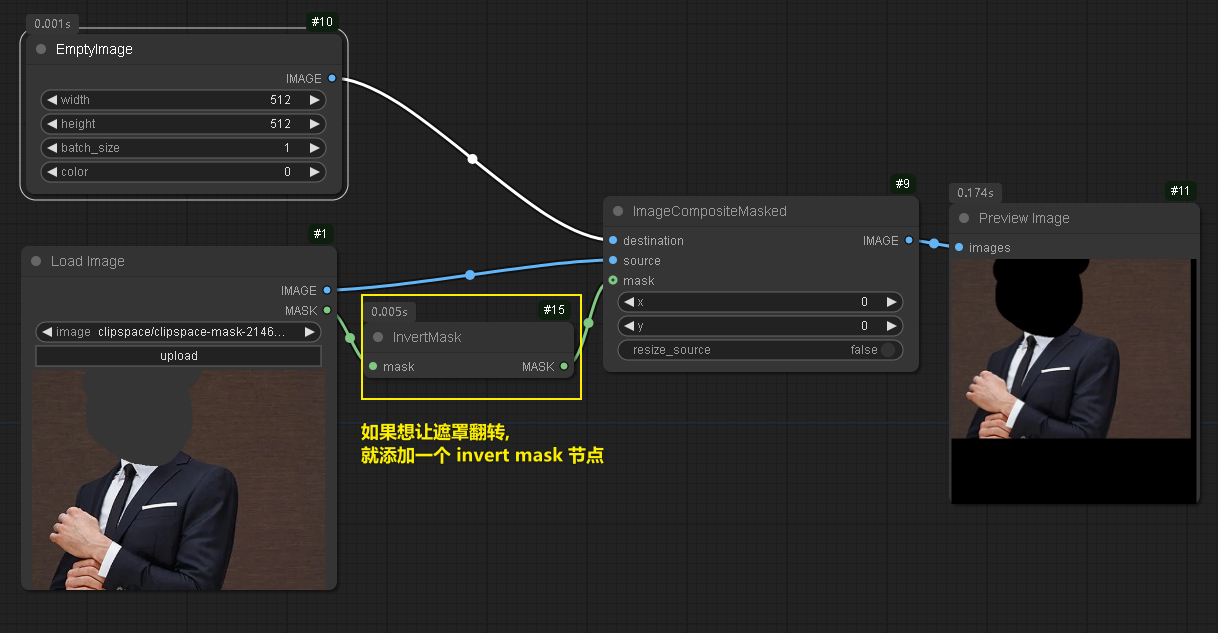 0.001s
#10
EmptyImage
IMAGE
width 512
height 512
batch_size 1
color 0
#1
Load Image
IMAGE
MASK
image clipspace/clipspace-mask-2146...
upload
0.005s
#15
InvertMask
mask MASK
如果想让遮罩翻转,
就添加一个 invert mask 节点
#9
ImageCompositeMasked
destination IMAGE
source
mask
x 0
y 0
resize_source false
0.174s
#11
Preview Image
images